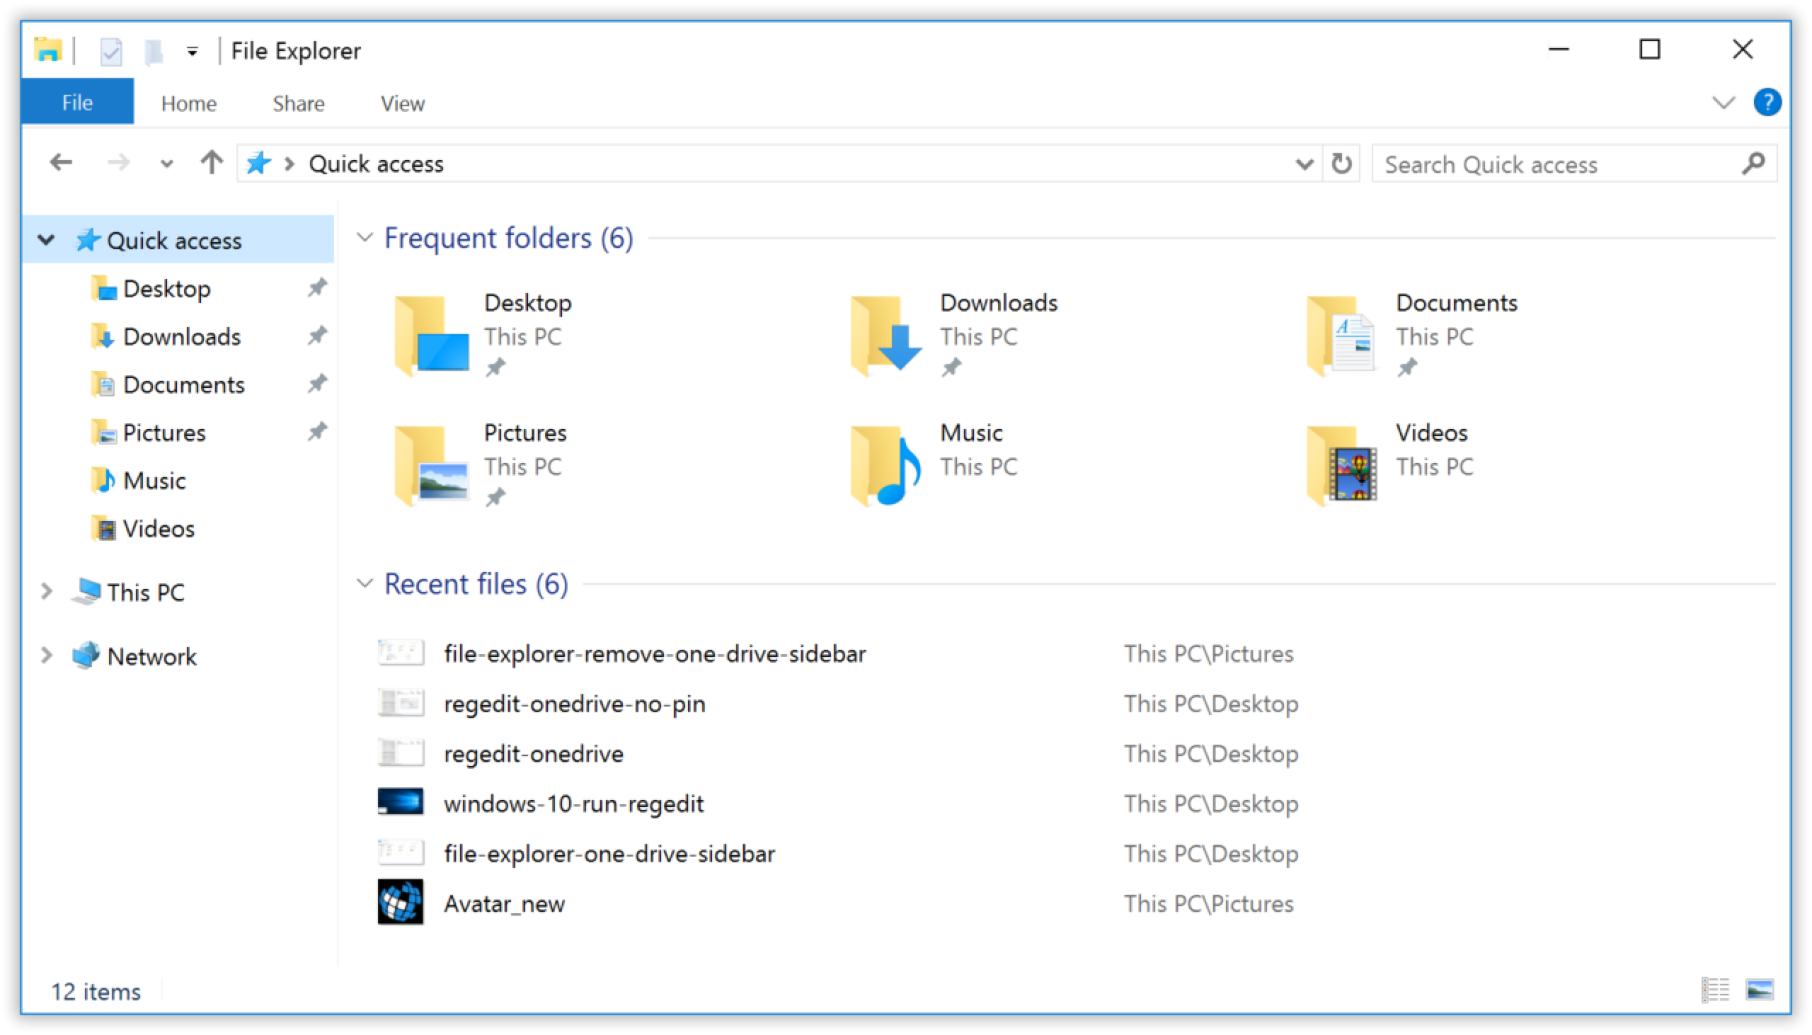 File Explorer
File Home Share View
?
Quick access
Search Quick access
Quick access
Desktop
Downloads
Documents
Pictures
Music
Videos
This PC
Network
Frequent folders (6)
Desktop
This PC
Downloads
This PC
Documents
This PC
Pictures
This PC
Music
This PC
Videos
This PC
Recent files (6)
file-explorer-remove-one-drive-sidebar This PC\Pictures
regedit-onedrive-no-pin This PC\Desktop
regedit-onedrive This PC\Desktop
windows-10-run-regedit This PC\Desktop
file-explorer-one-drive-sidebar This PC\Desktop
Avatar_new This PC\Pictures
12 items